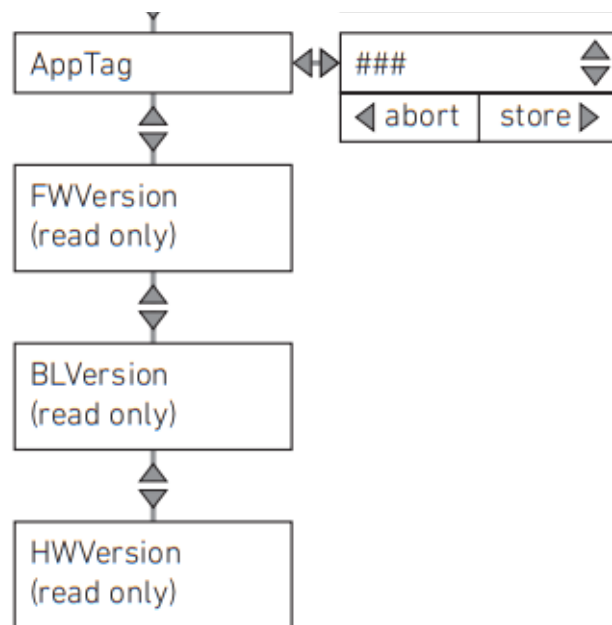 AppTag
###
abort
store
FWVersion
(read only)
BLVersion
(read only)
HWVersion
(read only)